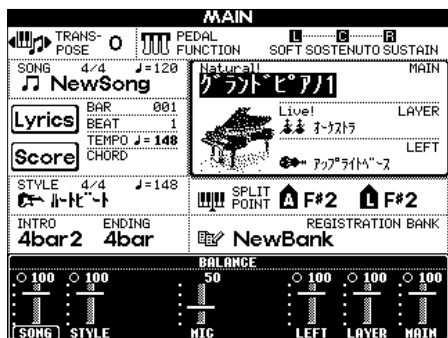 MAIN
TRANS-
POSE 0
PEDAL
FUNCTION
L C R
SOFT SOSTENUTO SUSTAIN
SONG 4/4 ♩=120
NewSong
Natural! MAIN
グランドピアノ1
Lyrics
BAR 001
BEAT 1
TEMPO ♩= 148
Score
CHORD
Live! LAYER
オーケストラ
LEFT
アップライトベース
STYLE 4/4 ♩=148
ハートビート
SPLIT
POINT A F#2 L F#2
INTRO ENDING
4bar2 4bar
REGISTRATION BANK
NewBank
BALANCE
100 100 50 100 100 100
SONG STYLE MIC LEFT LAYER MAIN